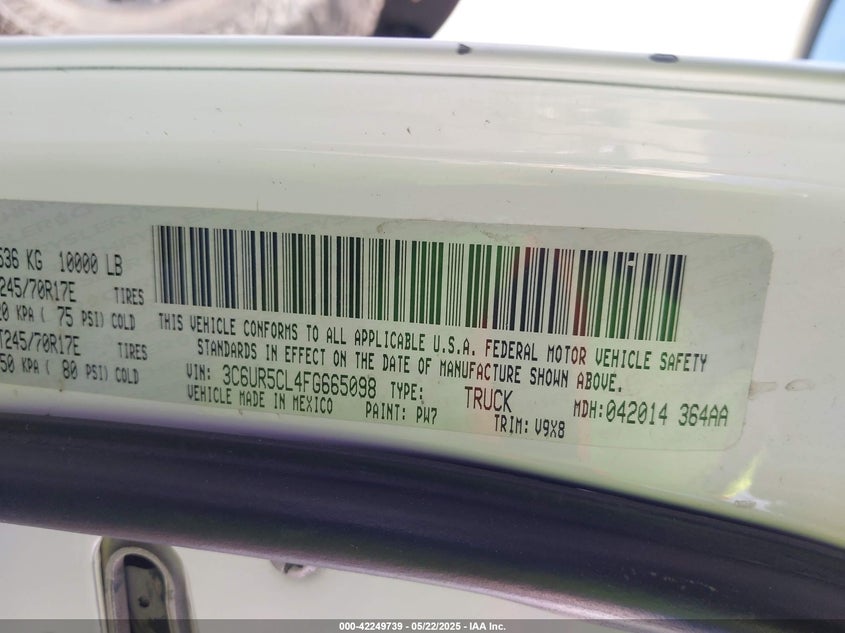 536 KG 10000 LB
245/70R17E TIRES
20 KPA ( 75 PSI) COLD
T245/70R17E TIRES
50 KPA ( 80 PSI) COLD
THIS VEHICLE CONFORMS TO ALL APPLICABLE U.S.A. FEDERAL MOTOR VEHICLE SAFETY
STANDARDS IN EFFECT ON THE DATE OF MANUFACTURE SHOWN ABOVE.
VIN: 3C6UR5CL4FG665098 TYPE: TRUCK MDH:042014 364AA
VEHICLE MADE IN MEXICO PAINT: PW7 TRIM: V9X8
000-42249739 - 05/22/2025 - IAA Inc.